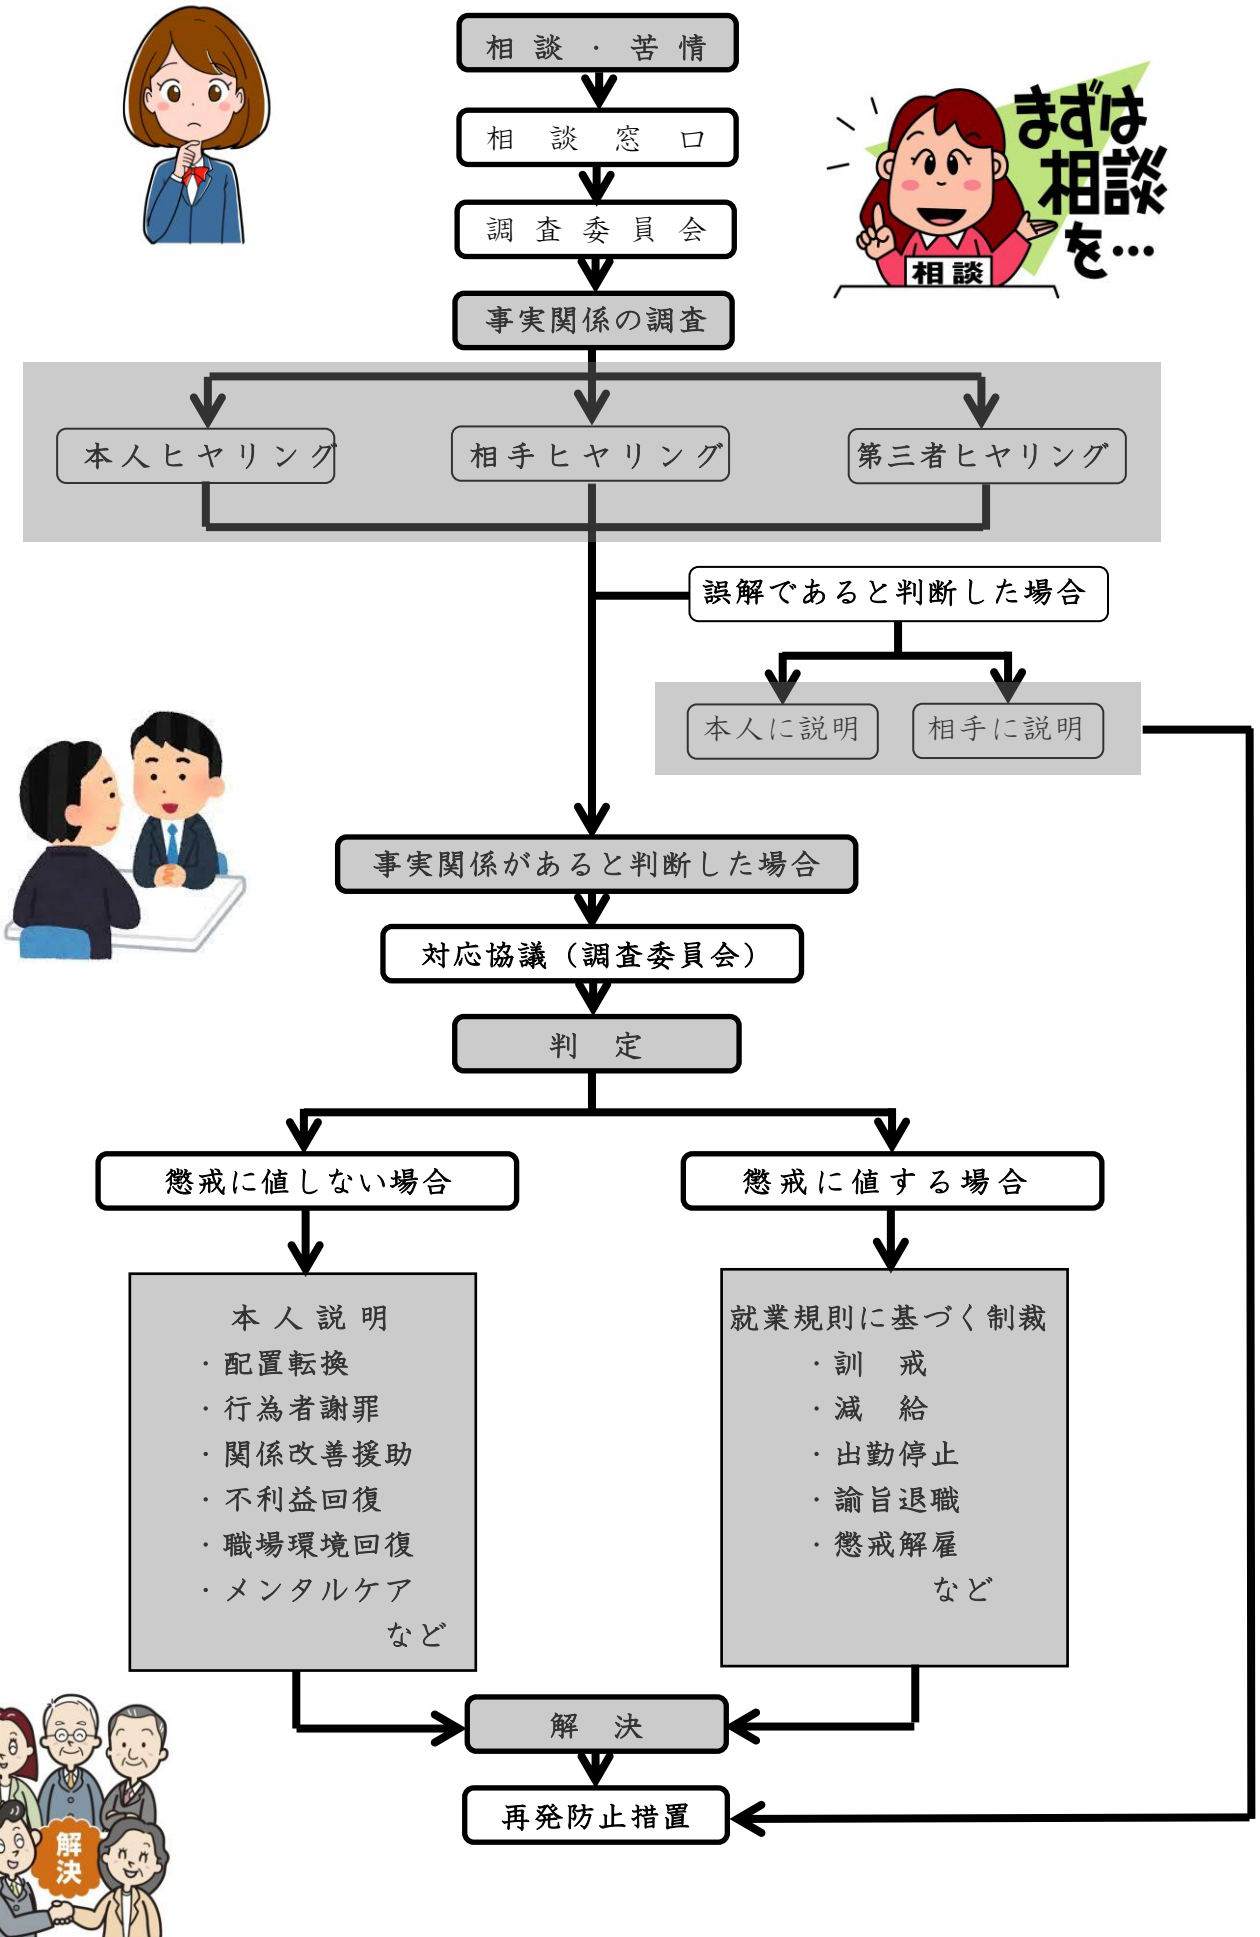 相談・苦情
相談窓口
まずは
相談
を…
相談
調査委員会
事実関係の調査
本人ヒヤリング
相手ヒヤリング
第三者ヒヤリング
誤解であると判断した場合
本人に説明
相手に説明
事実関係があると判断した場合
対応協議（調査委員会）
判定
懲戒に値しない場合
懲戒に値する場合
本人説明
・配置転換
・行為者謝罪
・関係改善援助
・不利益回復
・職場環境回復
・メンタルケア
など
就業規則に基づく制裁
・訓　戒
・減　給
・出勤停止
・諭旨退職
・懲戒解雇
など
解決
再発防止措置
解決